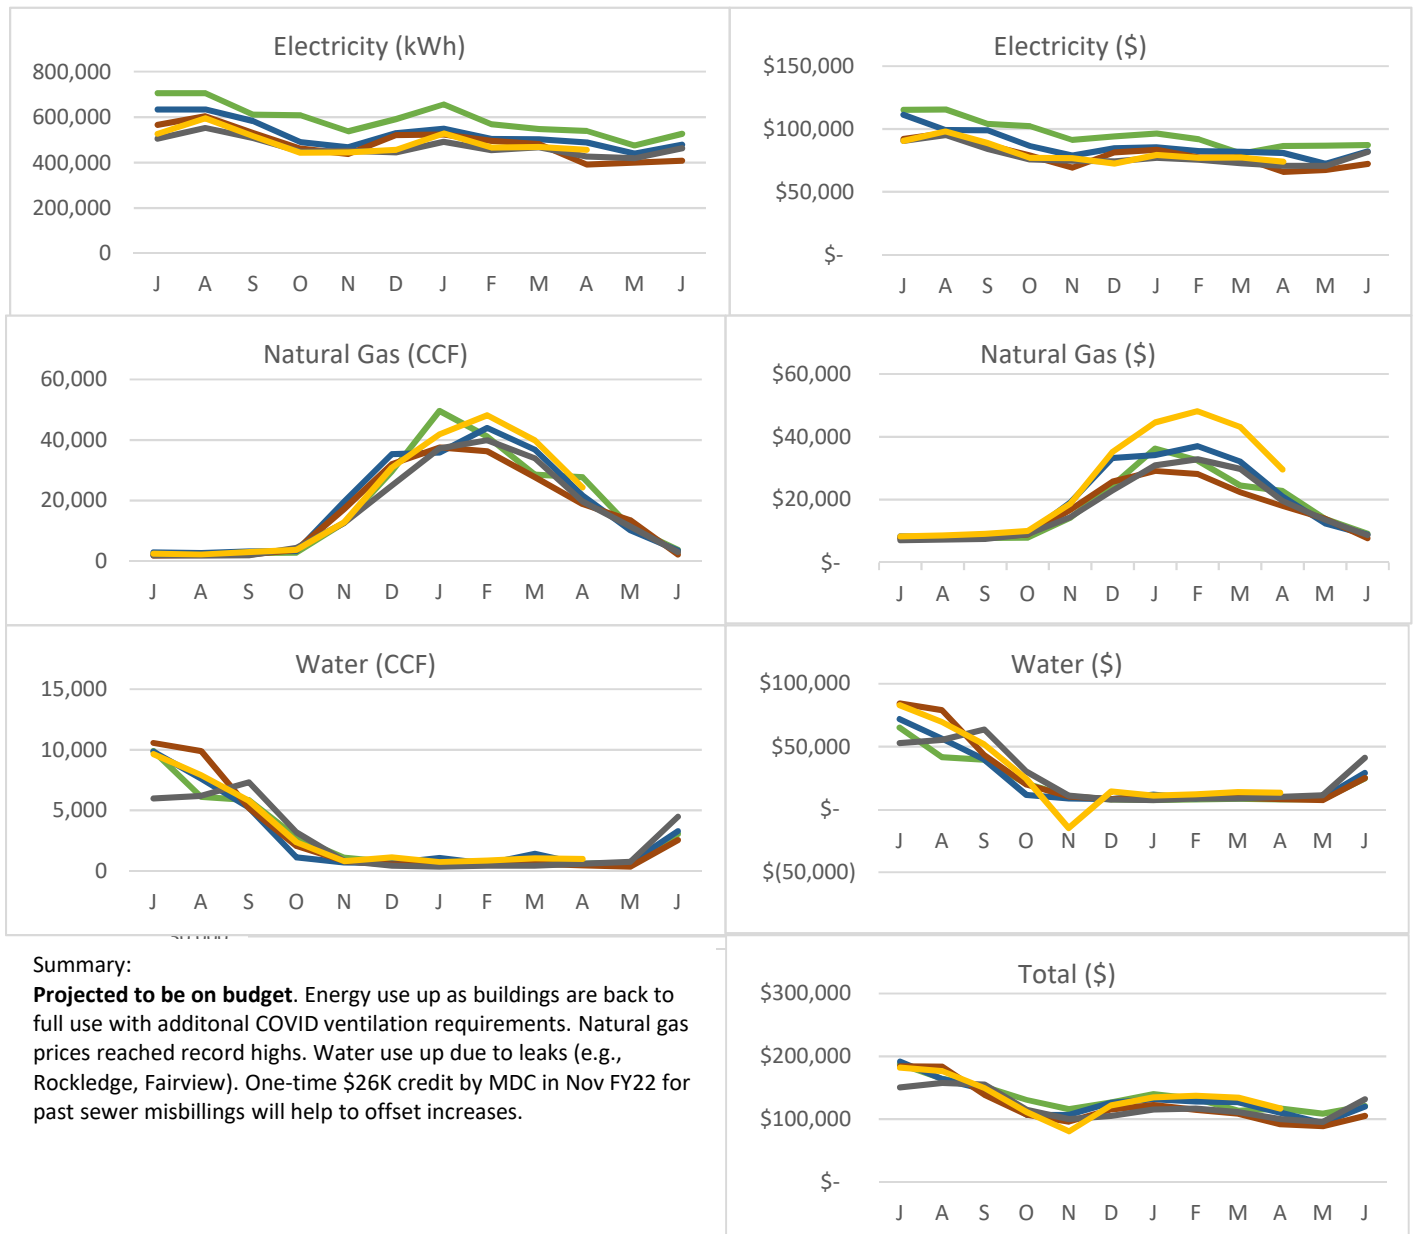 Electricity (kWh)
800,000
600,000
400,000
200,000
0
J A S O N D J F M A M J
Electricity ($)
$150,000
$100,000
$50,000
$-
J A S O N D J F M A M J
Natural Gas (CCF)
60,000
40,000
20,000
0
J A S O N D J F M A M J
Natural Gas ($)
$60,000
$40,000
$20,000
$-
J A S O N D J F M A M J
Water (CCF)
15,000
10,000
5,000
0
J A S O N D J F M A M J
Water ($)
$100,000
$50,000
$-
$(50,000)
J A S O N D J F M A M J
Summary:
Projected to be on budget. Energy use up as buildings are back to
full use with additonal COVID ventilation requirements. Natural gas
prices reached record highs. Water use up due to leaks (e.g.,
Rockledge, Fairview). One-time $26K credit by MDC in Nov FY22 for
past sewer misbillings will help to offset increases.
Total ($)
$300,000
$200,000
$100,000
$-
J A S O N D J F M A M J